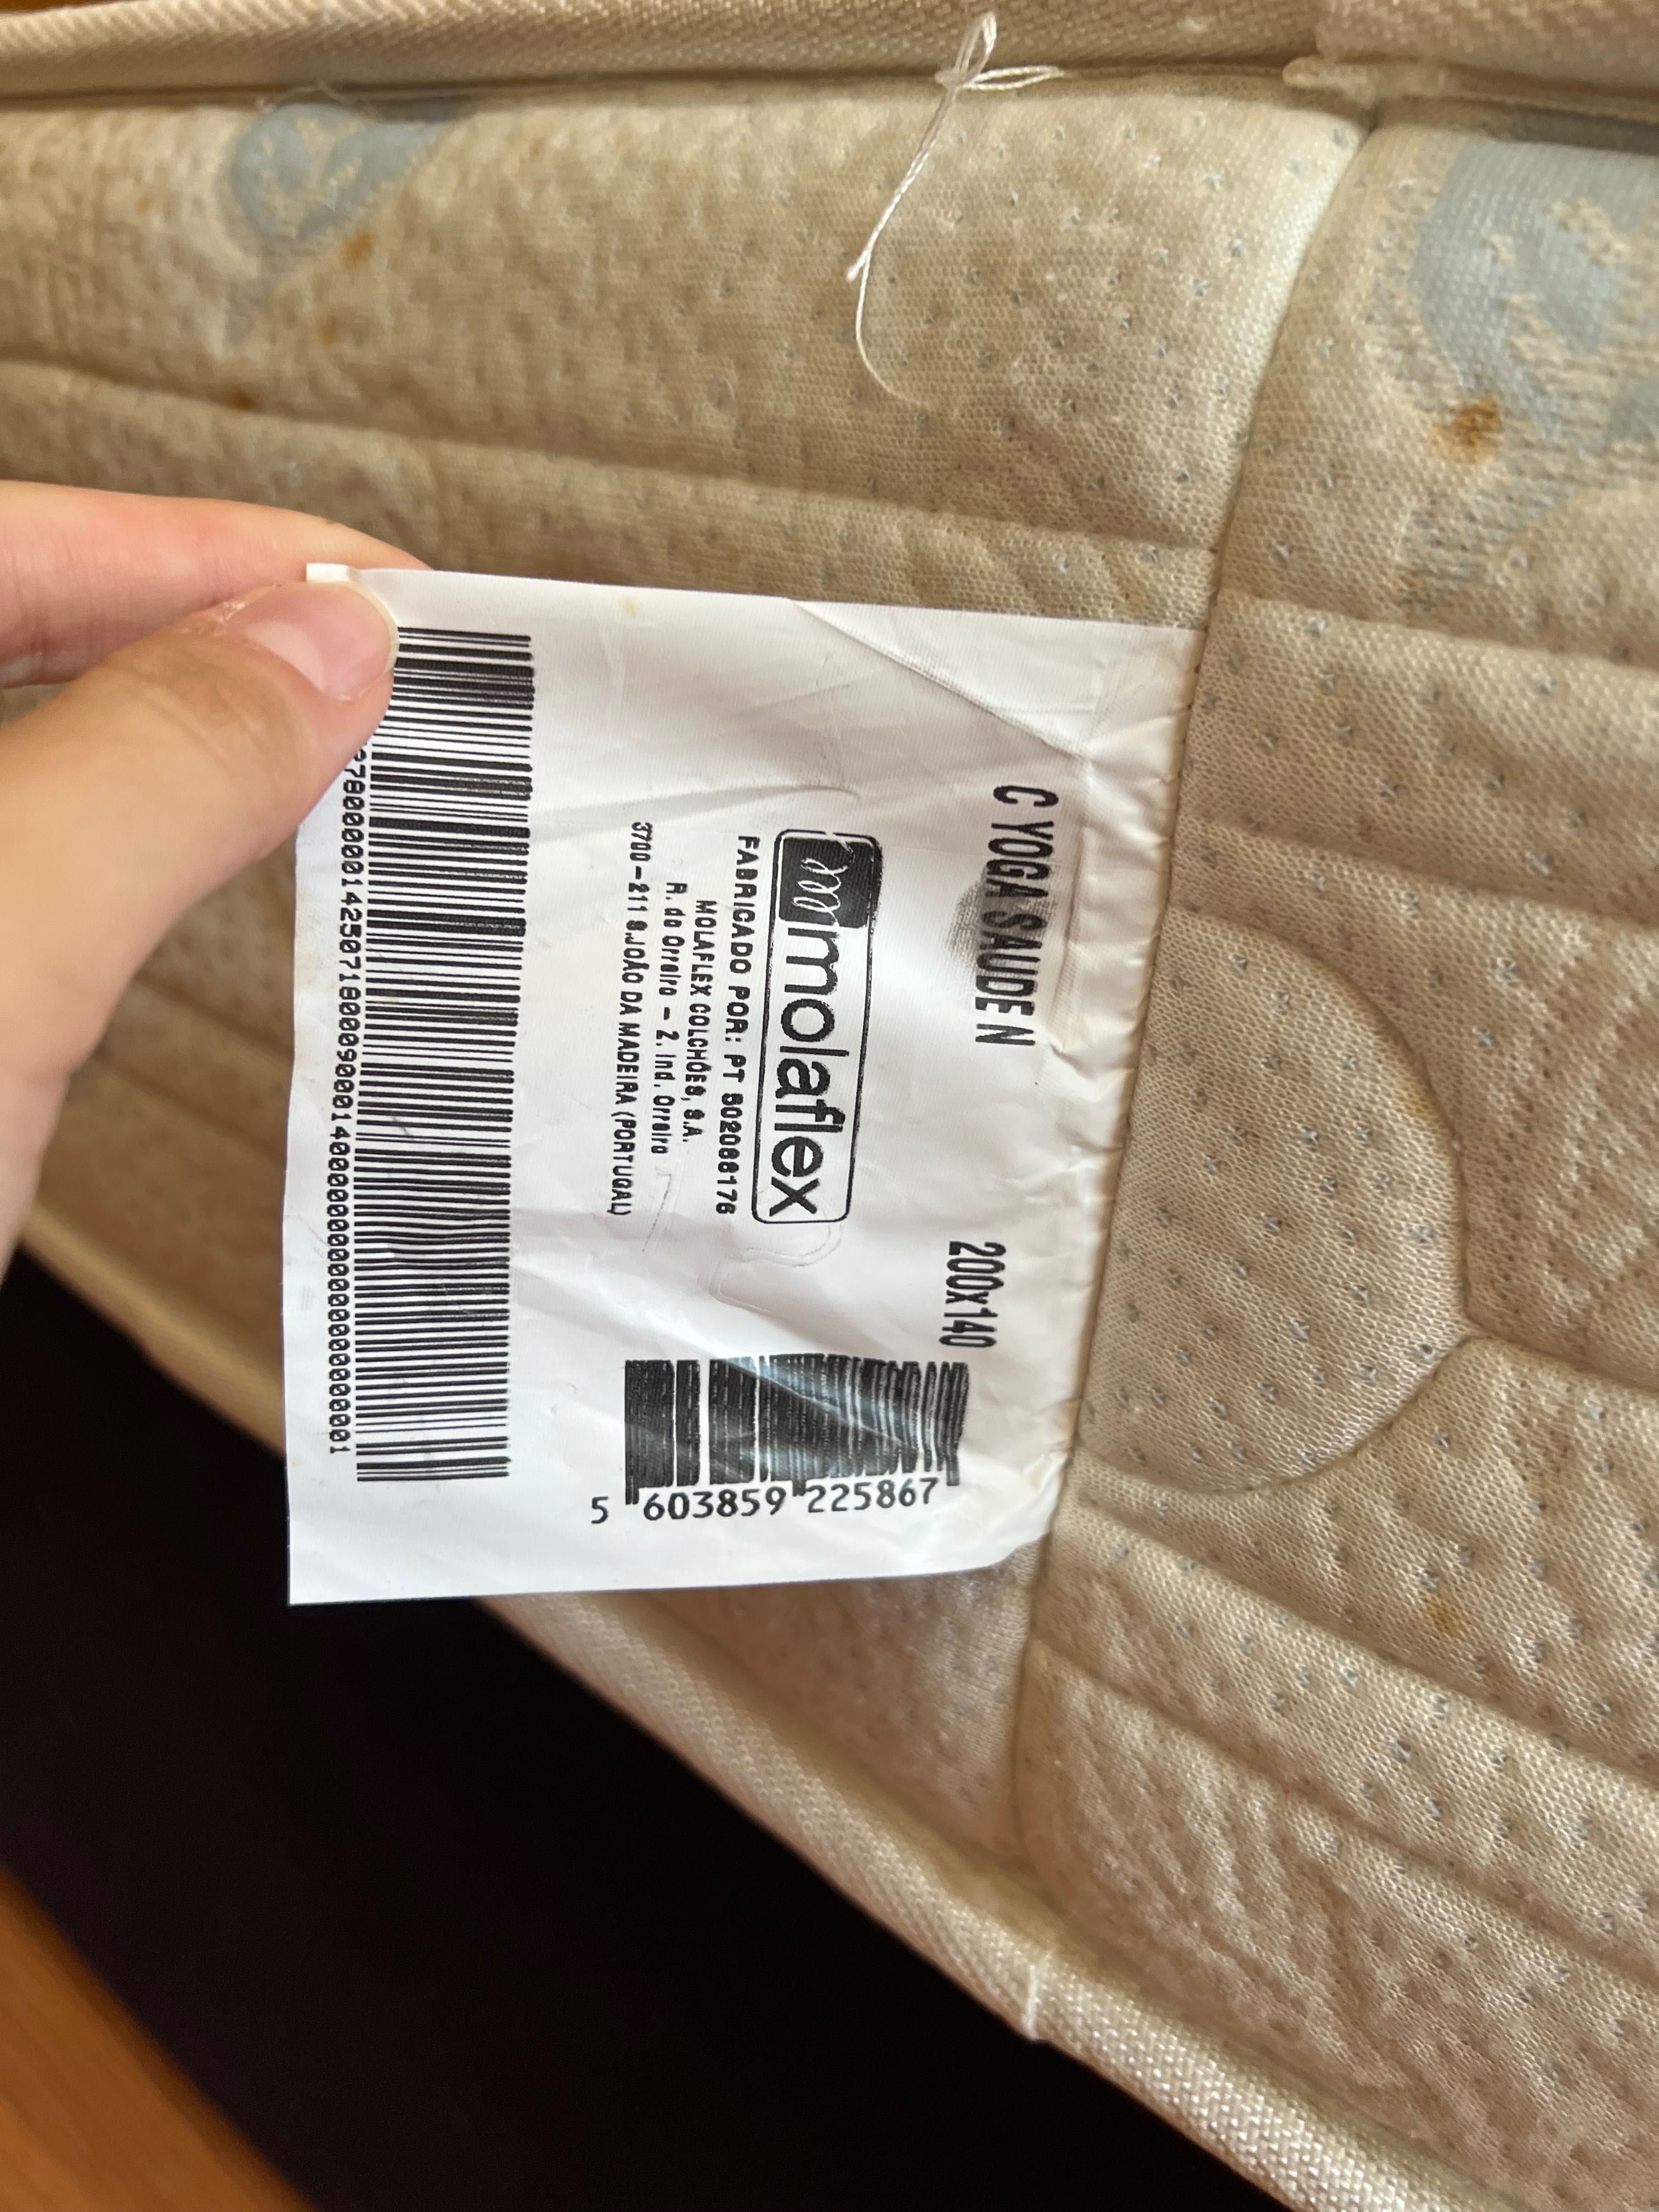 C YOGA SAUDE N 200x140
molaflex
FABRICADO POR: PT 502066176
MOLAFLEX COLCHÕES, S.A.
R. do Orreiro - Z. Ind. Orreiro
3700-211 S.JOÃO DA MADEIRA (PORTUGAL)
5 603859 225867